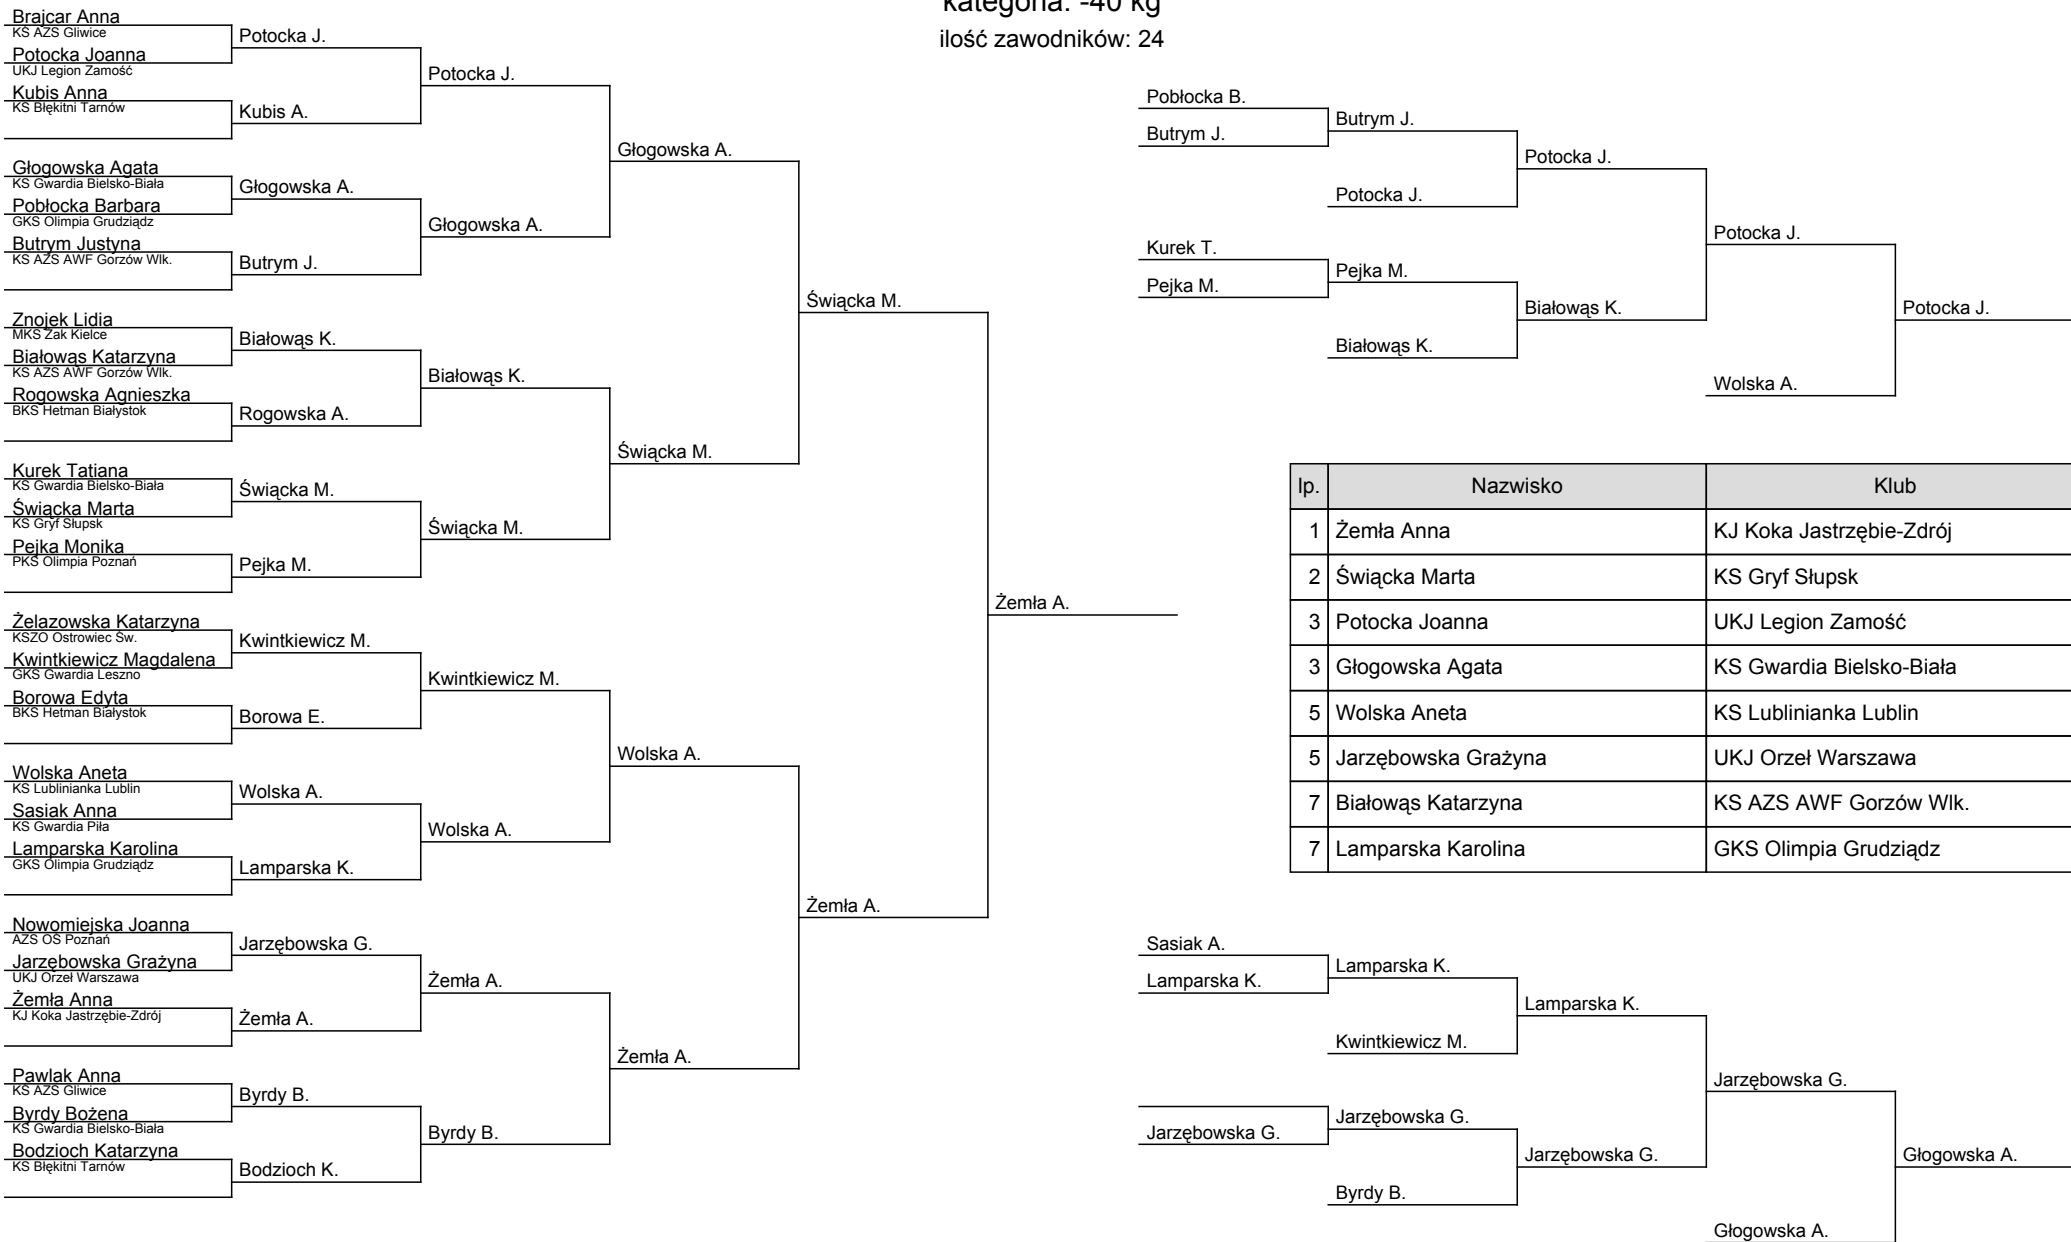 kategoria: -40 kg
ilość zawodników: 24
Brajcar Anna
KS AZS Gliwice
Potocka Joanna
UKJ Legion Zamość
Kubis Anna
KS Błękitni Tarnów
Głogowska Agata
KS Gwardia Bielsko-Biała
Pobłocka Barbara
GKS Olimpia Grudziądz
Butrym Justyna
KS AZS AWF Gorzów Wlk.
Znojek Lidia
MKS Żak Kielce
Białowąs Katarzyna
KS AZS AWF Gorzów Wlk.
Rogowska Agnieszka
BKS Hetman Białystok
Kurek Tatiana
KS Gwardia Bielsko-Biała
Świącka Marta
KS Gryf Słupsk
Pejka Monika
PKS Olimpia Poznań
Żelazowska Katarzyna
KSZO Ostrowiec Św.
Kwintkiewicz Magdalena
GKS Gwardia Leszno
Borowa Edyta
BKS Hetman Białystok
Wolska Aneta
KS Lublinianka Lublin
Sasiak Anna
KS Gwardia Piła
Lamparska Karolina
GKS Olimpia Grudziądz
Nowomiejska Joanna
AZS OŚ Poznań
Jarzębowska Grażyna
UKJ Orzeł Warszawa
Żemła Anna
KJ Koka Jastrzębie-Zdrój
Pawlak Anna
KS AZS Gliwice
Byrdy Bożena
KS Gwardia Bielsko-Biała
Bodzioch Katarzyna
KS Błękitni Tarnów
Potocka J.
Kubis A.
Głogowska A.
Butrym J.
Białowąs K.
Rogowska A.
Świącka M.
Pejka M.
Kwintkiewicz M.
Borowa E.
Wolska A.
Lamparska K.
Jarzębowska G.
Żemła A.
Byrdy B.
Bodzioch K.
Potocka J.
Głogowska A.
Białowąs K.
Świącka M.
Kwintkiewicz M.
Wolska A.
Żemła A.
Byrdy B.
Głogowska A.
Świącka M.
Wolska A.
Żemła A.
Świącka M.
Żemła A.
Żemła A.
Pobłocka B.
Butrym J.
Kurek T.
Pejka M.
Butrym J.
Potocka J.
Pejka M.
Białowąs K.
Potocka J.
Białowąs K.
Potocka J.
Wolska A.
Potocka J.
lp. Nazwisko Klub
1 Żemła Anna KJ Koka Jastrzębie-Zdrój
2 Świącka Marta KS Gryf Słupsk
3 Potocka Joanna UKJ Legion Zamość
3 Głogowska Agata KS Gwardia Bielsko-Biała
5 Wolska Aneta KS Lublinianka Lublin
5 Jarzębowska Grażyna UKJ Orzeł Warszawa
7 Białowąs Katarzyna KS AZS AWF Gorzów Wlk.
7 Lamparska Karolina GKS Olimpia Grudziądz
Sasiak A.
Lamparska K.
Jarzębowska G.
Lamparska K.
Kwintkiewicz M.
Jarzębowska G.
Byrdy B.
Lamparska K.
Jarzębowska G.
Jarzębowska G.
Głogowska A.
Głogowska A.